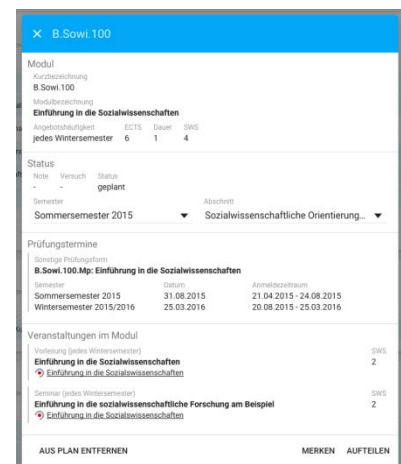 × B.Sowi.100
Modul
Kurzbezeichnung
B.Sowi.100
Modulbezeichnung
Einführung in die Sozialwissenschaften
Angebotshäufigkeit ECTS Dauer SWS
jedes Wintersemester 6 1 4
Status
Note Versuch Status
- - geplant
Semester Abschnitt
Sommersemester 2015 Sozialwissenschaftliche Orientierung...
Prüfungstermine
Sonstige Prüfungsform
B.Sowi.100.Mp: Einführung in die Sozialwissenschaften
Semester Datum Anmeldezeitraum
Sommersemester 2015 31.08.2015 21.04.2015 - 24.08.2015
Wintersemester 2015/2016 25.03.2016 20.08.2015 - 25.03.2016
Veranstaltungen im Modul
Vorlesung (jedes Wintersemester) SWS
Einführung in die Sozialwissenschaften 2
Einführung in die Sozialswissenschaften
Seminar (jedes Wintersemester) SWS
Einführung in die sozialwissenschaftliche Forschung am Beispiel 2
Einführung in die Sozialswissenschaften
AUS PLAN ENTFERNEN MERKEN AUFTEILEN